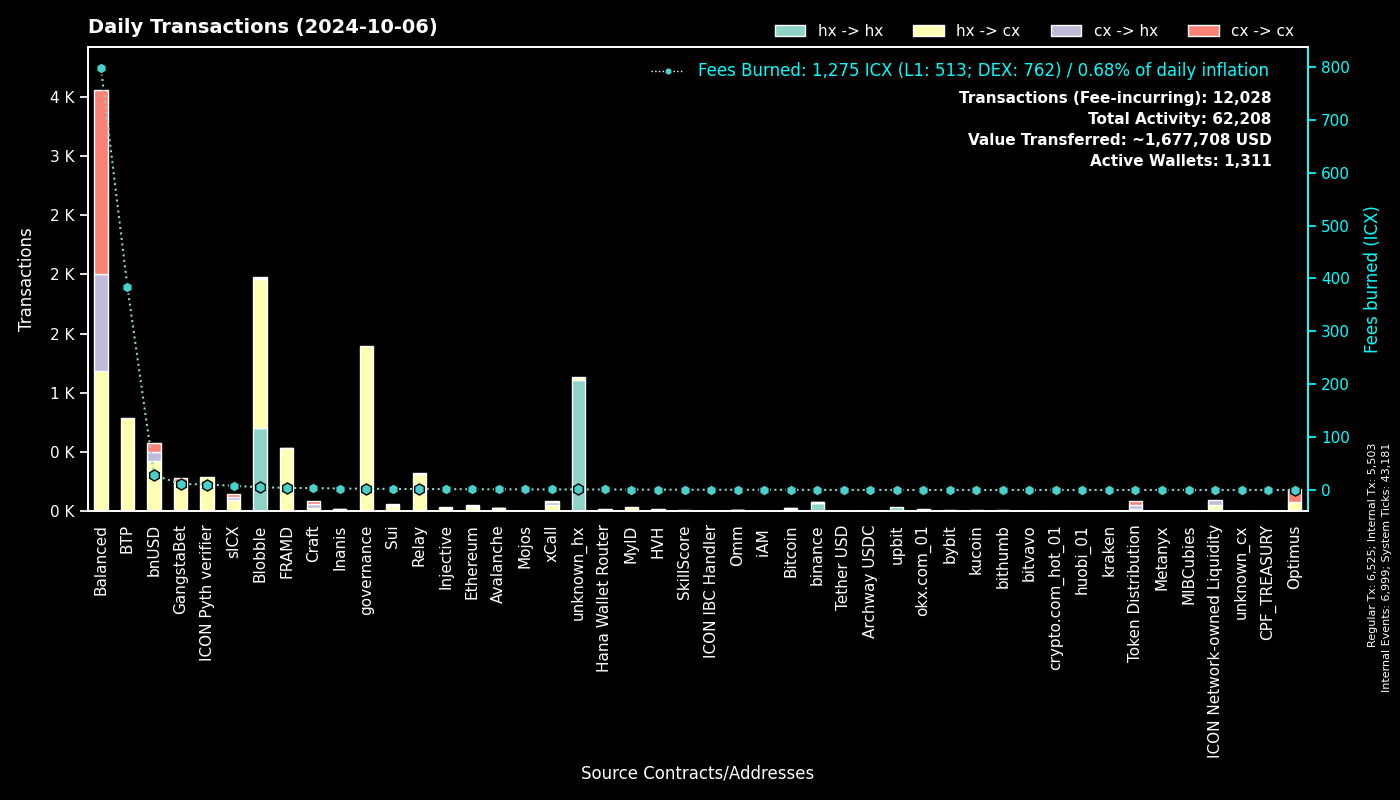 Daily Transactions (2024-10-06)
hx -> hx
hx -> cx
cx -> hx
cx -> cx
Fees Burned: 1,275 ICX (L1: 513; DEX: 762) / 0.68% of daily inflation
Transactions (Fee-incurring): 12,028
Total Activity: 62,208
Value Transferred: ~1,677,708 USD
Active Wallets: 1,311
Transactions
4 K
3 K
2 K
2 K
2 K
1 K
0 K
0 K
800
700
600
500
400
300
200
100
0
Fees burned (ICX)
Balanced
BTP
bnUSD
GangstaBet
ICON Pyth verifier
sICX
Blobble
FRAMD
Craft
Inanis
governance
Sui
Relay
Injective
Ethereum
Avalanche
Mojos
xCall
unknown_hx
Hana Wallet Router
MyID
HVH
SkillScore
ICON IBC Handler
Omm
iAM
Bitcoin
binance
Tether USD
Archway USDC
upbit
okx.com_01
bybit
kucoin
bithumb
bitvavo
crypto.com_hot_01
huobi_01
kraken
Token Distribution
Metanyx
MIBCubies
ICON Network-owned Liquidity
unknown_cx
CPF_TREASURY
Optimus
Source Contracts/Addresses
Regular Tx: 6,525; Internal Tx: 5,503
Internal Events: 6,999; System Ticks: 43,181